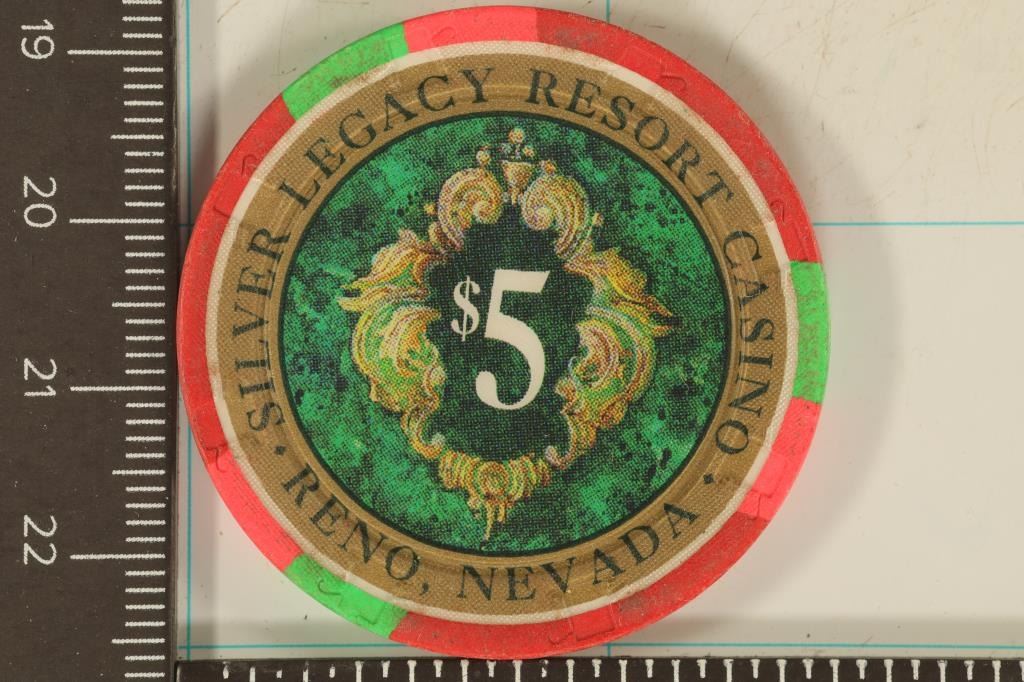 SILVER LEGACY RESORT CASINO
$5
• RENO, NEVADA •
19
20
21
22